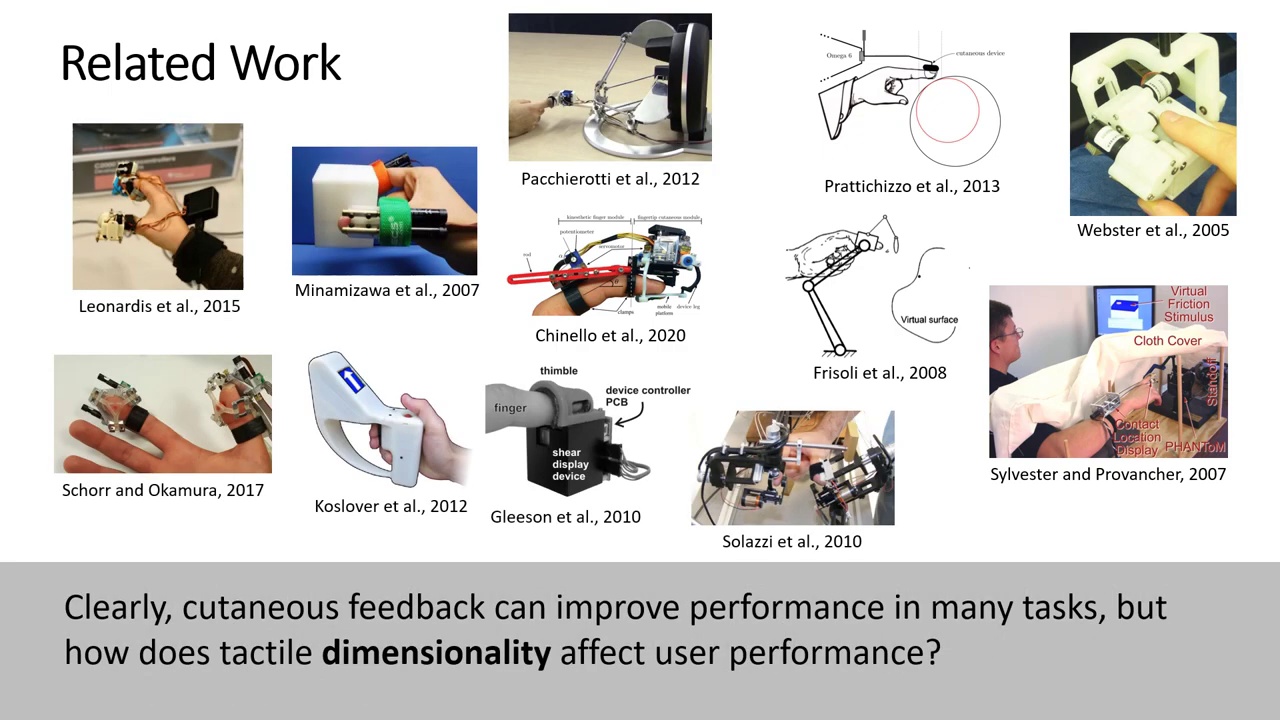 Related Work
Pacchierotti et al., 2012
Omega 6
cutaneous device
Prattichizzo et al., 2013
Webster et al., 2005
Leonardis et al., 2015
Minamizawa et al., 2007
kinesthetic finger module
fingertip cutaneous module
potentiometer
servomotor
rod
clamps
mobile
platform
device leg
Chinello et al., 2020
Virtual surface
Frisoli et al., 2008
Virtual
Friction
Stimulus
Cloth Cover
Standoff
Contact
Location
Display
PHANToM
Sylvester and Provancher, 2007
Schorr and Okamura, 2017
Koslover et al., 2012
thimble
finger
device controller
PCB
shear
display
device
Gleeson et al., 2010
Solazzi et al., 2010
Clearly, cutaneous feedback can improve performance in many tasks, but
how does tactile dimensionality affect user performance?